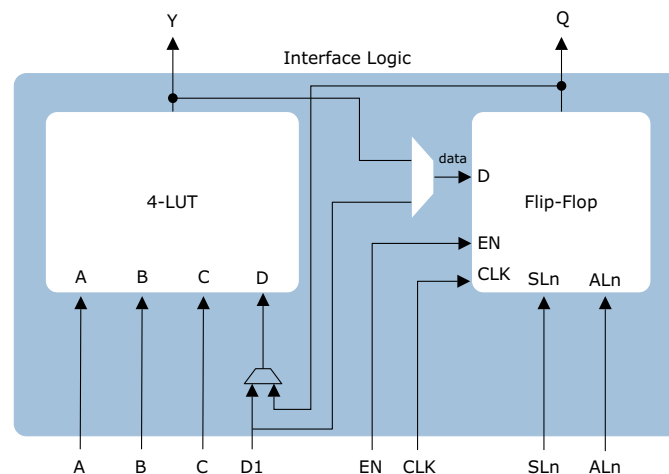 Y Q
Interface Logic
data
D
4-LUT Flip-Flop
EN
A B C D CLK SLn ALn
A B C D1 EN CLK SLn ALn